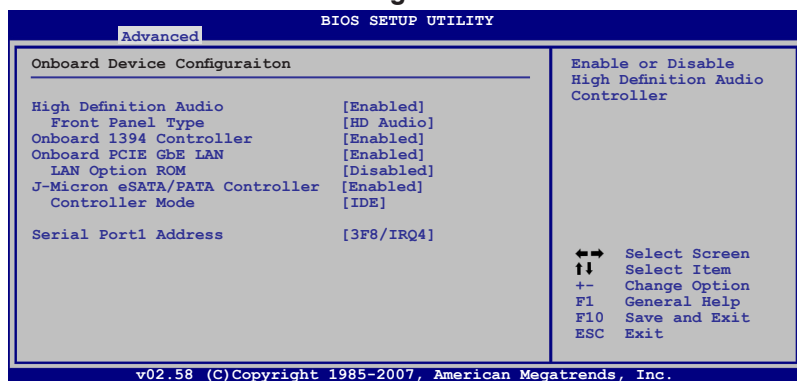 BIOS SETUP UTILITY
Advanced
Onboard Device Configuraiton
High Definition Audio [Enabled]
Front Panel Type [HD Audio]
Onboard 1394 Controller [Enabled]
Onboard PCIE GbE LAN [Enabled]
LAN Option ROM [Disabled]
J-Micron eSATA/PATA Controller [Enabled]
Controller Mode [IDE]
Serial Port1 Address [3F8/IRQ4]
Enable or Disable
High Definition Audio
Controller
←→ Select Screen
↑↓ Select Item
+- Change Option
F1 General Help
F10 Save and Exit
ESC Exit
v02.58 (C)Copyright 1985-2007, American Megatrends, Inc.